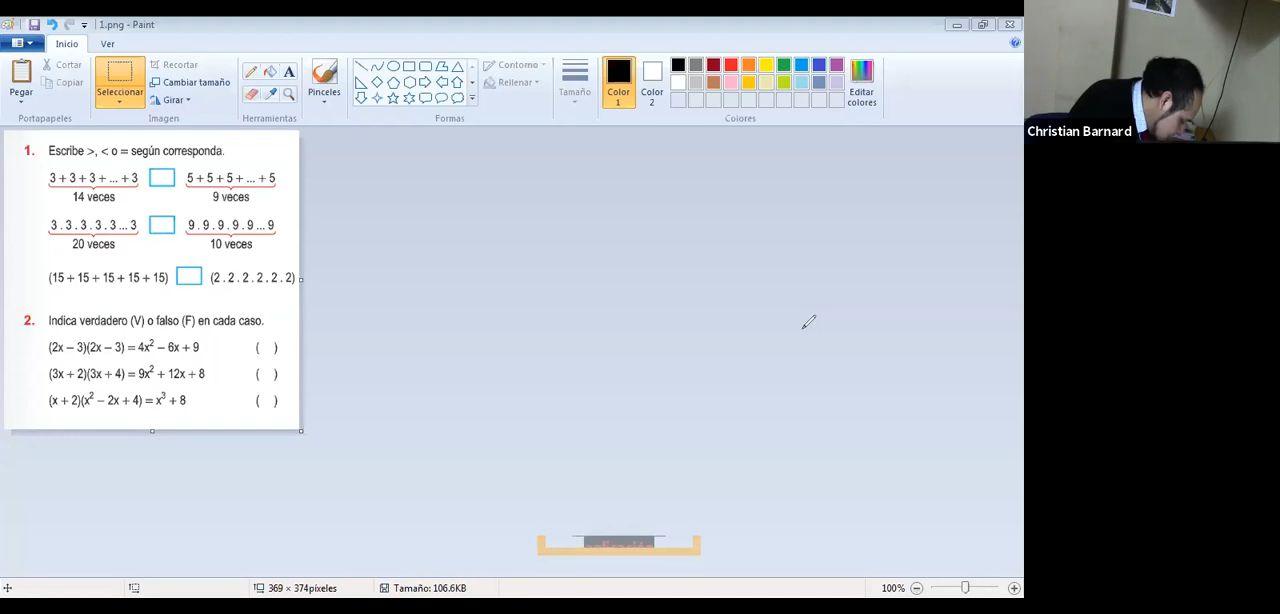 1.png - Paint
Inicio Ver
Pegar
Cortar
Copiar
Portapapeles
Seleccionar
Recortar
Cambiar tamaño
Girar
Imagen
A
Herramientas
Pinceles
Contorno
Rellenar
Formas
Tamaño
Color
1
Color
2
Editar
colores
Colores
1. Escribe >, < o = según corresponda.
3 + 3 + 3 + ... + 3 5 + 5 + 5 + ... + 5
14 veces 9 veces
3 . 3 . 3 . 3 . 3 ... 3 9 . 9 . 9 . 9 . 9 ... 9
20 veces 10 veces
(15 + 15 + 15 + 15 + 15) (2 . 2 . 2 . 2 . 2 . 2)
2. Indica verdadero (V) o falso (F) en cada caso.
(2x – 3)(2x – 3) = 4x² – 6x + 9 ( )
(3x + 2)(3x + 4) = 9x² + 12x + 8 ( )
(x + 2)(x² – 2x + 4) = x³ + 8 ( )
369 × 374píxeles Tamaño: 106.6KB 100%
Christian Barnard